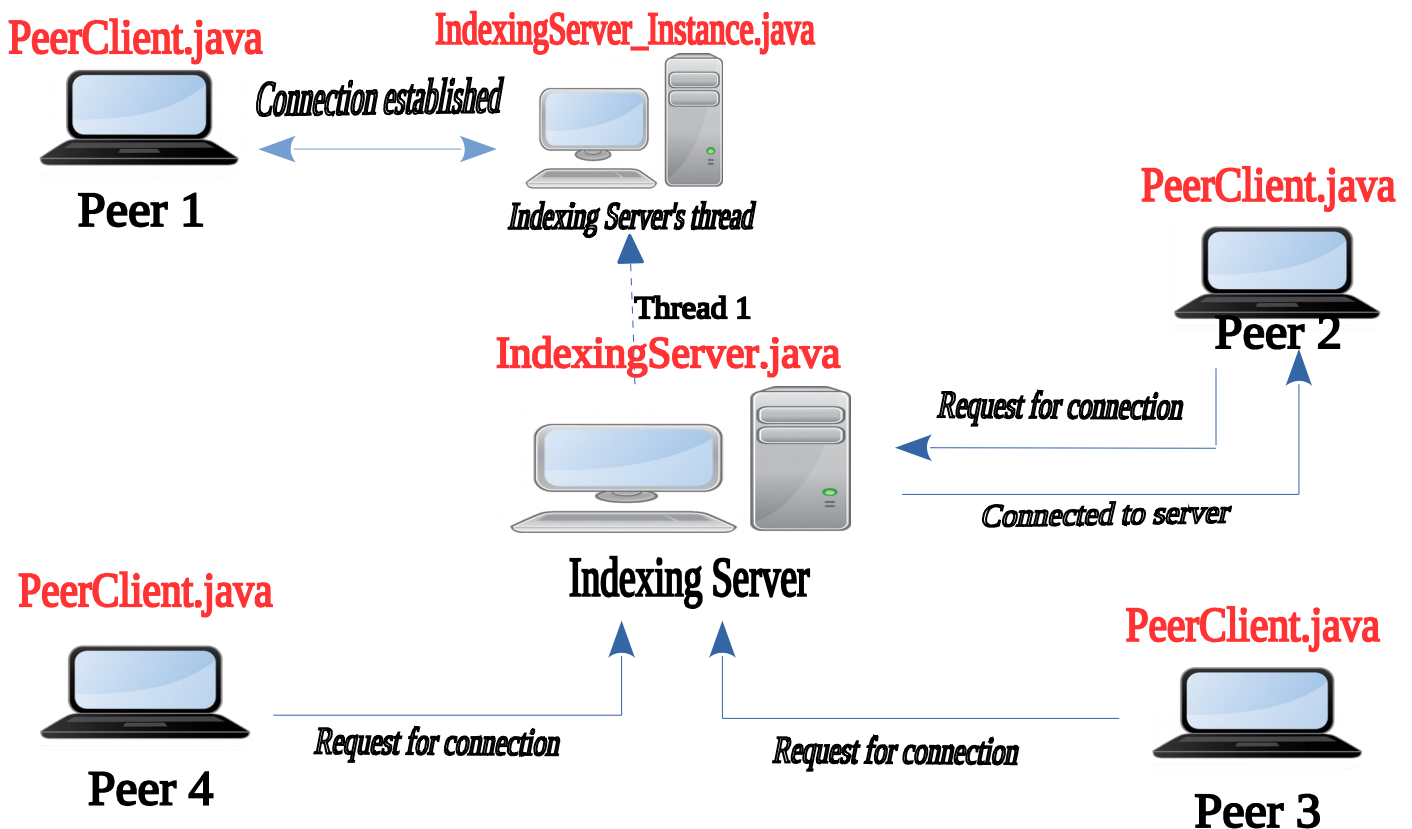 PeerClient.java
IndexingServer_Instance.java
Connection established
Peer 1
Indexing Server's thread
PeerClient.java
Thread 1
Peer 2
IndexingServer.java
Request for connection
Connected to server
Indexing Server
PeerClient.java
PeerClient.java
Request for connection
Request for connection
Peer 4
Peer 3